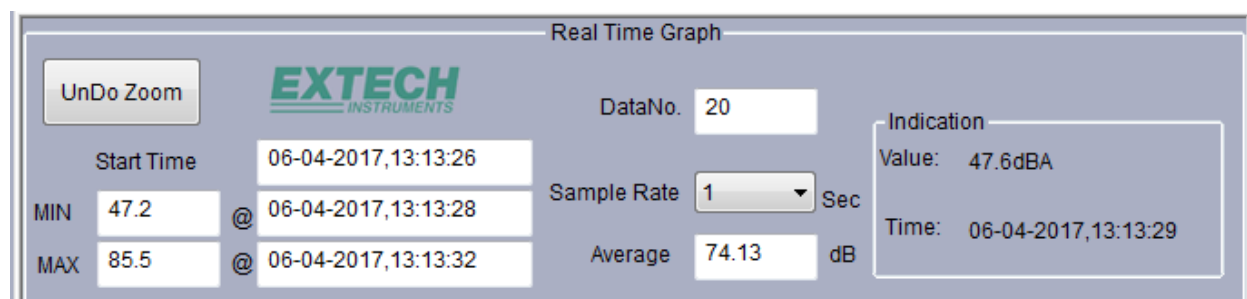 Real Time Graph
UnDo Zoom
EXTECH
INSTRUMENTS
DataNo. 20
Start Time 06-04-2017,13:13:26
MIN 47.2 @ 06-04-2017,13:13:28
MAX 85.5 @ 06-04-2017,13:13:32
Sample Rate 1 Sec
Average 74.13 dB
Indication
Value: 47.6dBA
Time: 06-04-2017,13:13:29